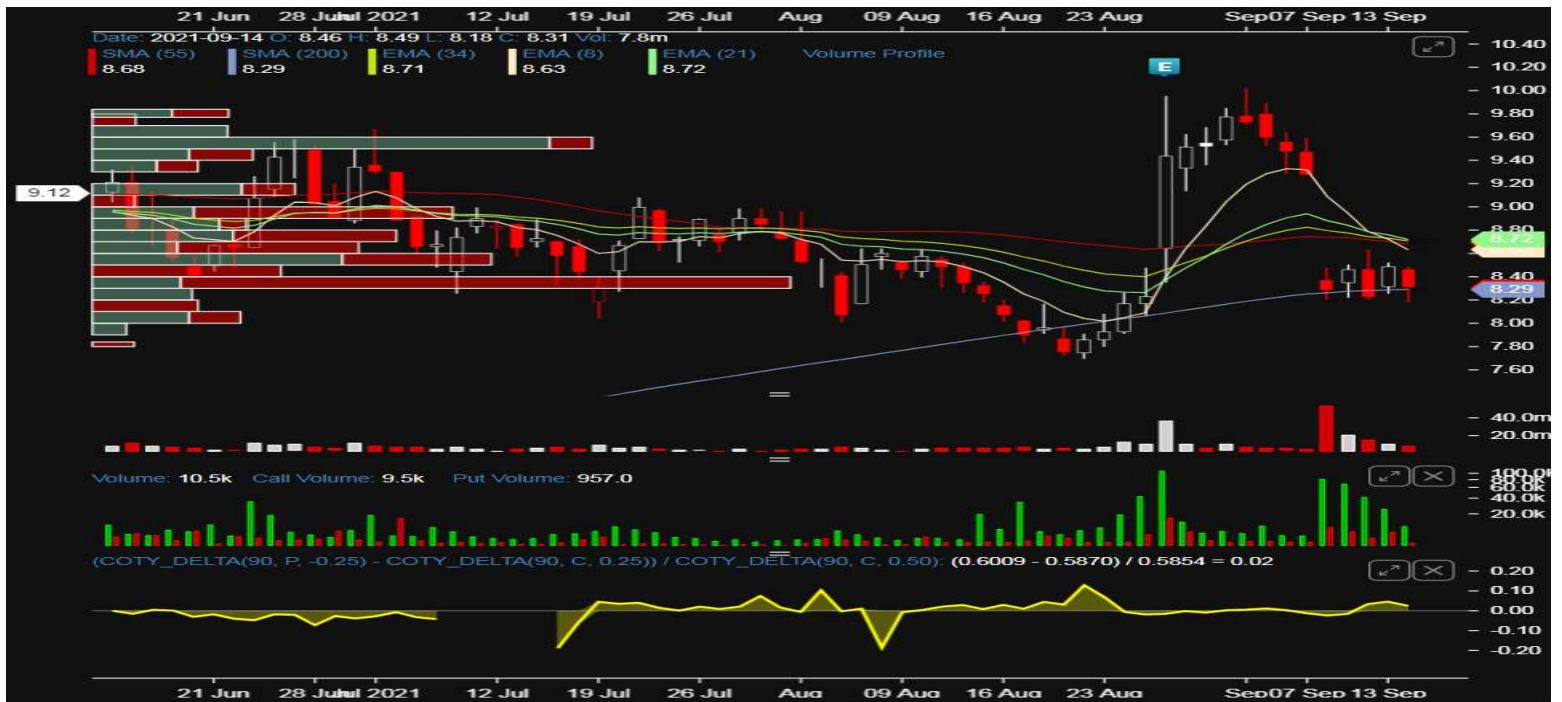 21 Jun 28 Jun Jul 2021 12 Jul 19 Jul 26 Jul Aug 09 Aug 16 Aug 23 Aug Sep 07 Sep 13 Sep
Date: 2021-09-14 O: 8.46 H: 8.49 L: 8.18 C: 8.31 Vol: 7.8m
SMA (55) SMA (200) EMA (34) EMA (8) EMA (21) Volume Profile
8.68 8.29 8.71 8.63 8.72
E
10.40
10.20
10.00
9.80
9.60
9.40
9.20
9.12
9.00
8.80
8.72
8.40
8.29
8.20
8.00
7.80
7.60
40.0m
20.0m
Volume: 10.5k Call Volume: 9.5k Put Volume: 957.0
100.0k
80.0k
60.0k
40.0k
20.0k
(COTY_DELTA(90, P, -0.25) - COTY_DELTA(90, C, 0.25)) / COTY_DELTA(90, C, 0.50): (0.6009 - 0.5870) / 0.5854 = 0.02
0.20
0.10
0.00
-0.10
-0.20
21 Jun 28 Jun Jul 2021 12 Jul 19 Jul 26 Jul Aug 09 Aug 16 Aug 23 Aug Sep 07 Sep 13 Sep